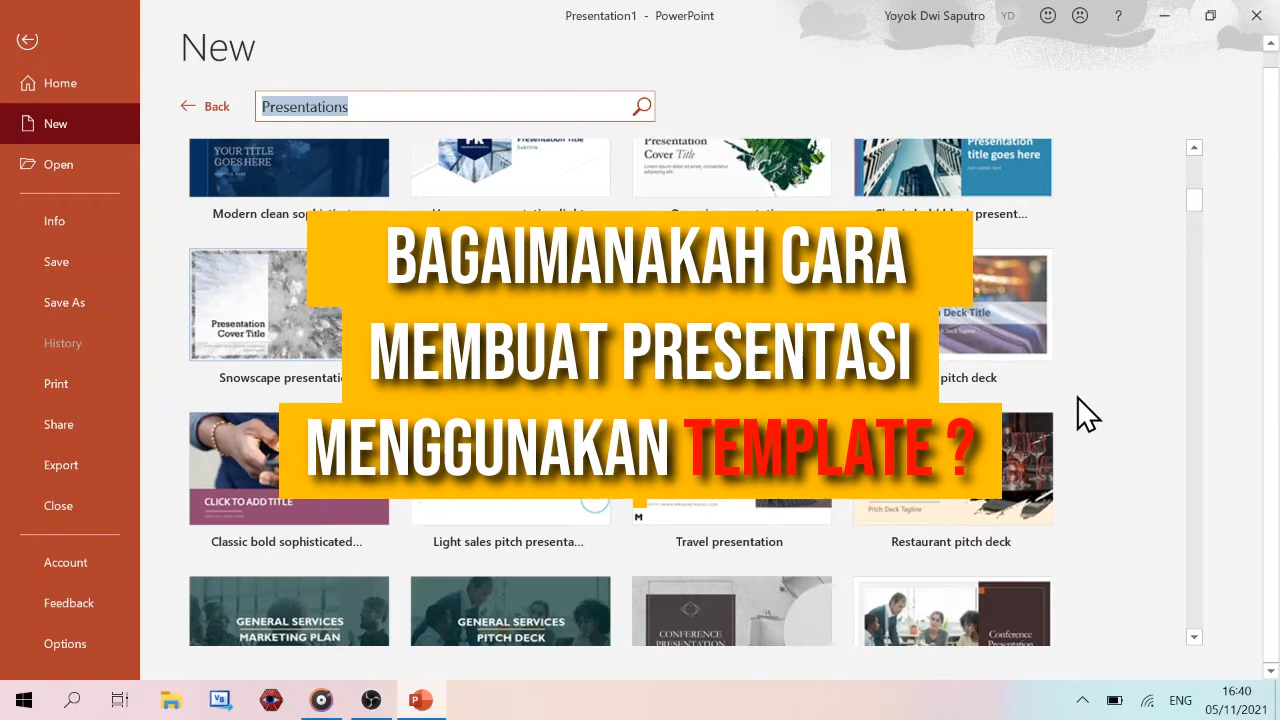 Presentation1 - PowerPoint
Yoyok Dwi Saputro YD ?
New
Home
New
Open
Info
Save
Save As
History
Print
Share
Export
Close
Account
Feedback
Options
Back
Presentations
YOUR TITLE
GOES HERE
Presentation Title
Subtitle
Presentation
Cover Title
Presentation
title goes here
Modern clean
present...
BAGAIMANAKAH CARA
MEMBUAT PRESENTASI
MENGGUNAKAN TEMPLATE ?
Presentation
Cover Title
Deck Title
Snowscape
pitch deck
CLICK TO ADD TITLE
M
Pitch Deck Tagline
Classic bold sophisticated...
Light sales pitch presenta...
Travel presentation
Restaurant pitch deck
GENERAL SERVICES
MARKETING PLAN
GENERAL SERVICES
PITCH DECK
CONFERENCE
PRESENTATION
Conference
Presentation
ENG
16:40
05/11/2021